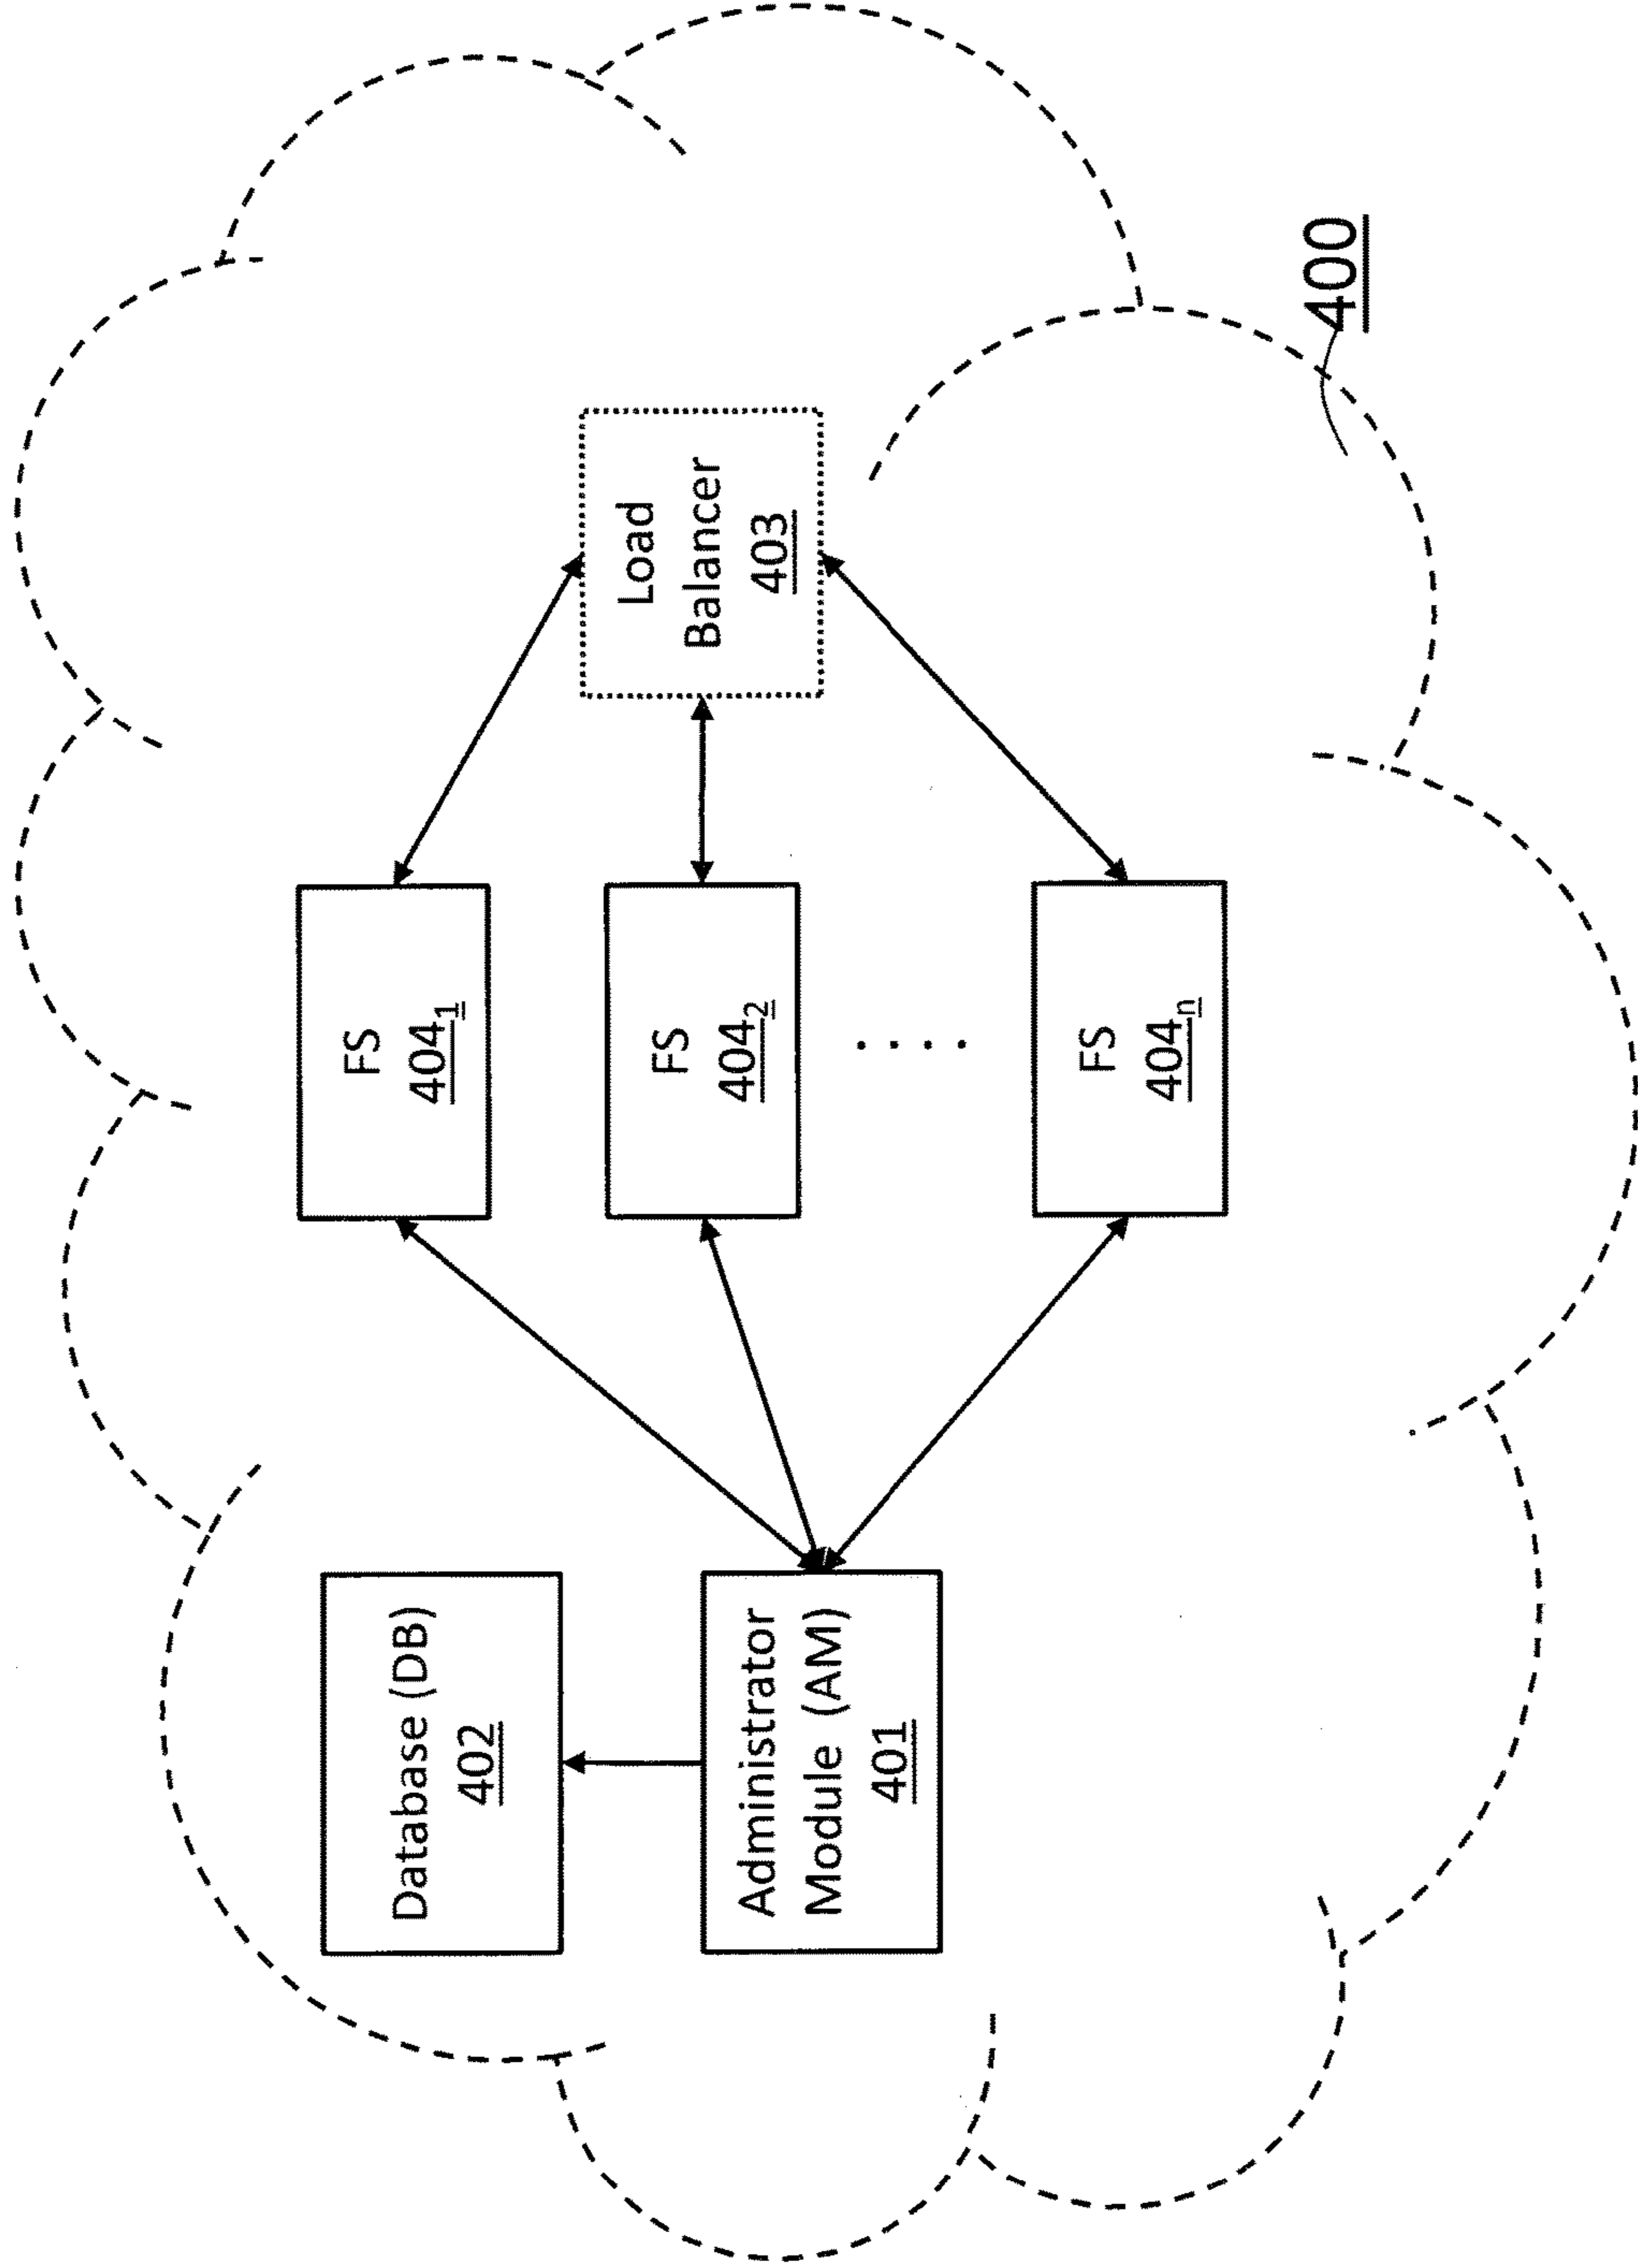 Database (DB)
402
Administrator
Module (AM)
401
FS
404₁
FS
404₂
. . . .
FS
404ₙ
Load
Balancer
403
400